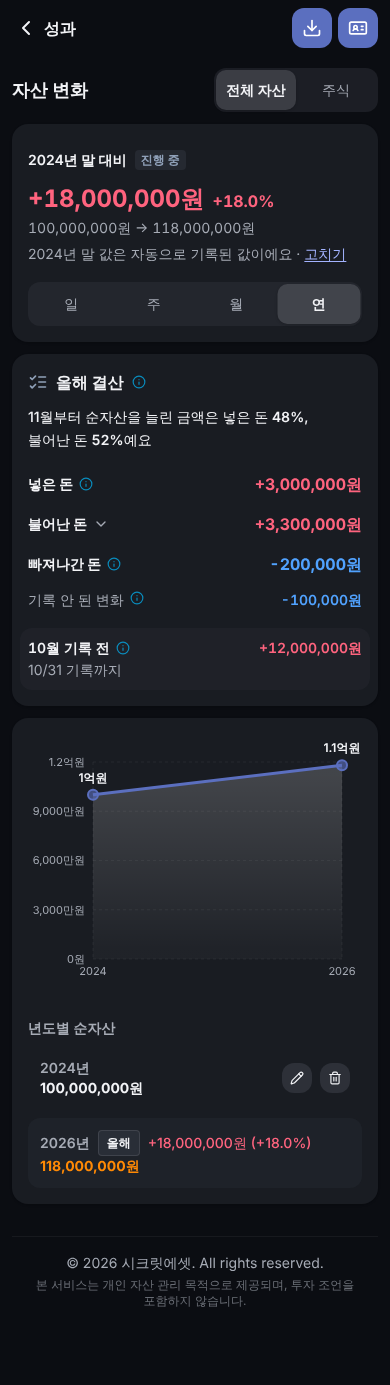 성과
자산 변화
전체 자산
주식
2024년 말 대비 진행 중
+18,000,000원 +18.0%
100,000,000원 → 118,000,000원
2024년 말 값은 자동으로 기록된 값이에요 · 고치기
일 주 월 연
올해 결산
11월부터 순자산을 늘린 금액은 넣은 돈 48%,
불어난 돈 52%예요
넣은 돈 +3,000,000원
불어난 돈 +3,300,000원
빠져나간 돈 -200,000원
기록 안 된 변화 -100,000원
10월 기록 전 +12,000,000원
10/31 기록까지
1.1억원
1.2억원
1억원
9,000만원
6,000만원
3,000만원
0원
2024 2026
년도별 순자산
2024년
100,000,000원
2026년 올해 +18,000,000원 (+18.0%)
118,000,000원
© 2026 시크릿에셋. All rights reserved.
본 서비스는 개인 자산 관리 목적으로 제공되며, 투자 조언을
포함하지 않습니다.